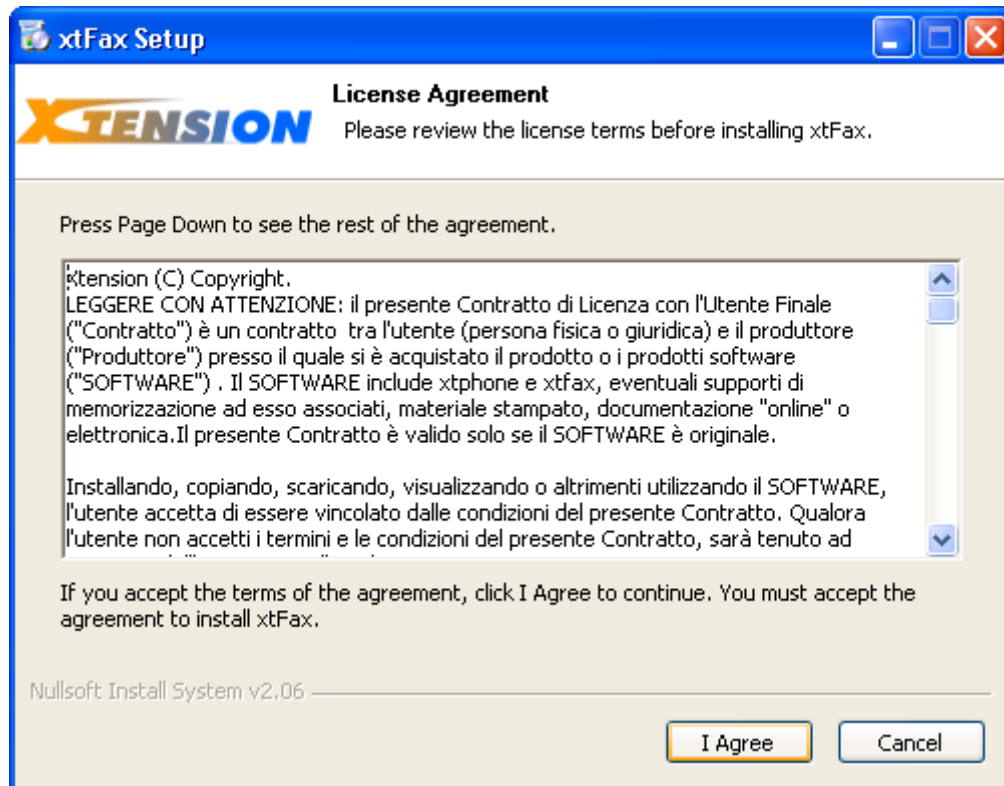 xtFax Setup
XTENSION
License Agreement
Please review the license terms before installing xtFax.
Press Page Down to see the rest of the agreement.
Xtension (C) Copyright.
LEGGERE CON ATTENZIONE: il presente Contratto di Licenza con l'Utente Finale
("Contratto") è un contratto  tra l'utente (persona fisica o giuridica) e il produttore
("Produttore") presso il quale si è acquistato il prodotto o i prodotti software
("SOFTWARE") . Il SOFTWARE include xtphone e xtfax, eventuali supporti di
memorizzazione ad esso associati, materiale stampato, documentazione "online" o
elettronica.Il presente Contratto è valido solo se il SOFTWARE è originale.
Installando, copiando, scaricando, visualizzando o altrimenti utilizzando il SOFTWARE,
l'utente accetta di essere vincolato dalle condizioni del presente Contratto. Qualora
l'utente non accetti i termini e le condizioni del presente Contratto, sarà tenuto ad
If you accept the terms of the agreement, click I Agree to continue. You must accept the
agreement to install xtFax.
Nullsoft Install System v2.06
I Agree
Cancel